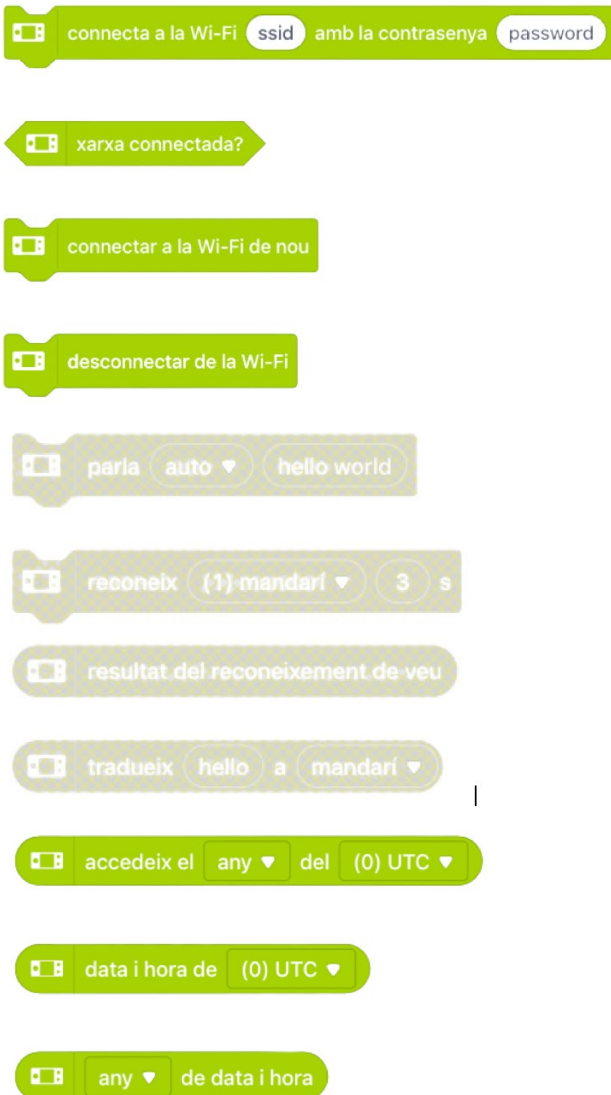 connecta a la Wi-Fi ssid amb la contrasenya password
xarxa connectada?
connectar a la Wi-Fi de nou
desconnectar de la Wi-Fi
parla auto hello world
reconeix (1) mandarí 3 s
resultat del reconeixement de veu
tradueix hello a mandarí
accedeix el any del (0) UTC
data i hora de (0) UTC
any de data i hora